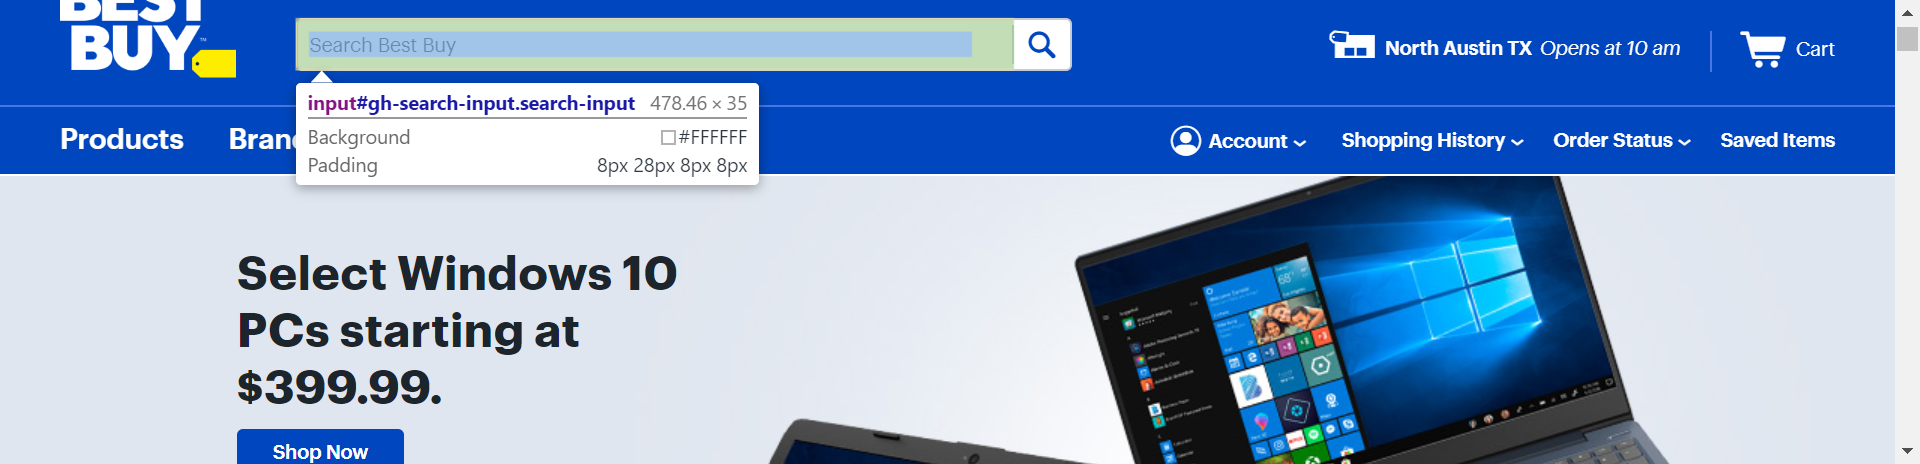 BEST
BUY™
Search Best Buy
North Austin TX Opens at 10 am
Cart
input#gh-search-input.search-input 478.46 × 35
Background #FFFFFF
Padding 8px 28px 8px 8px
Products
Bran
Account
Shopping History
Order Status
Saved Items
Select Windows 10
PCs starting at
$399.99.
Shop Now